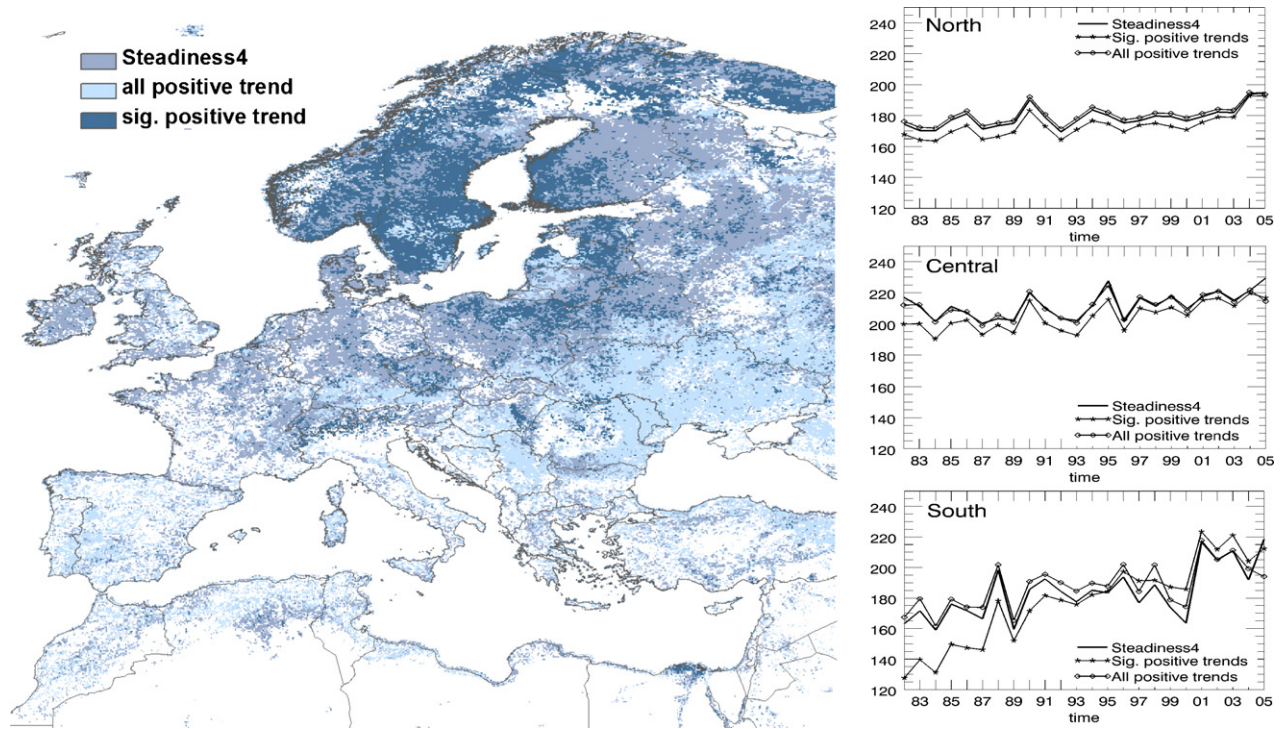 Steadiness4
all positive trend
sig. positive trend
North
Steadiness4
Sig. positive trends
All positive trends
240
220
200
180
160
140
120
83 85 87 89 91 93 95 97 99 01 03 05
time
Central
240
220
200
180
160
140
120
Steadiness4
Sig. positive trends
All positive trends
83 85 87 89 91 93 95 97 99 01 03 05
time
South
240
220
200
180
160
140
120
Steadiness4
Sig. positive trends
All positive trends
83 85 87 89 91 93 95 97 99 01 03 05
time